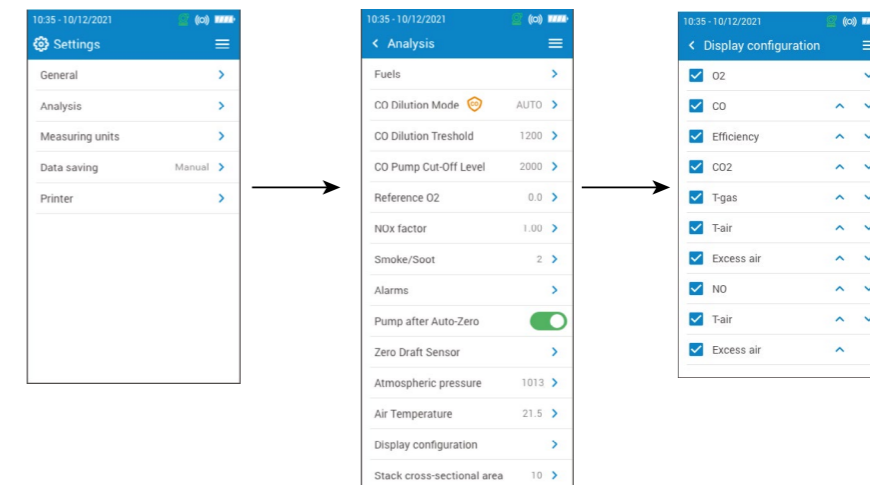 10:35 - 10/12/2021
Settings
General
Analysis
Measuring units
Data saving Manual
Printer
10:35 - 10/12/2021
Analysis
Fuels
CO Dilution Mode CO AUTO
CO Dilution Treshold 1200
CO Pump Cut-Off Level 2000
Reference O2 0.0
NOx factor 1.00
Smoke/Soot 2
Alarms
Pump after Auto-Zero
Zero Draft Sensor
Atmospheric pressure 1013
Air Temperature 21.5
Display configuration
Stack cross-sectional area 10
10:35 - 10/12/2021
Display configuration
O2
CO
Efficiency
CO2
T-gas
T-air
Excess air
NO
T-air
Excess air